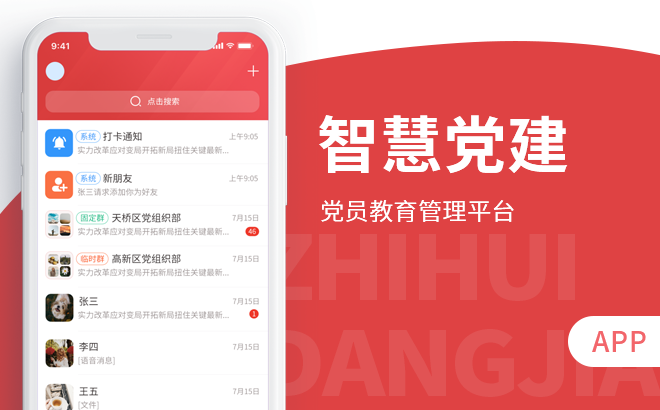 9:41
点击搜索
系统 打卡通知 上午9:05
实力改革应对变局开拓新局扭住关键最新...
系统 新朋友 上午9:05
张三请求添加你为好友
固定群 天桥区党组织部 7月15日
实力改革应对变局开拓新局扭住关键最新... 46
临时群 高新区党组织部 7月15日
实力改革应对变局开拓新局扭住关键最新...
张三 7月15日
实力改革应对变局开拓新局扭住关键最新... 1
李四 7月15日
[语音消息]
王五 7月15日
[文件]
智慧党建
党员教育管理平台
ZHIHUI
DANGJIA
APP